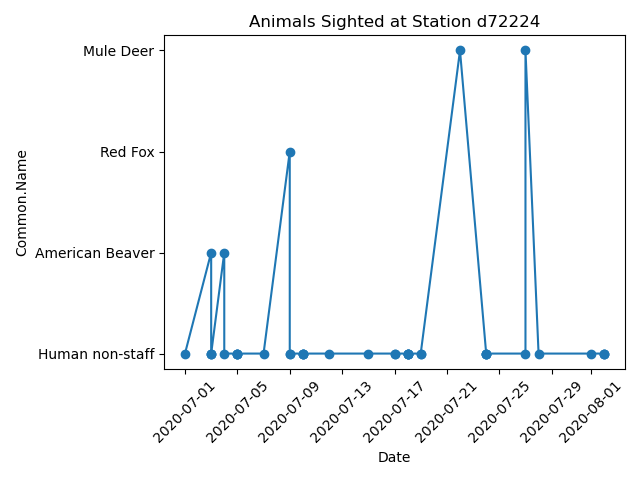 Animals Sighted at Station d72224
Mule Deer
Red Fox
American Beaver
Human non-staff
Common.Name
2020-07-01
2020-07-05
2020-07-09
2020-07-13
2020-07-17
2020-07-21
2020-07-25
2020-07-29
2020-08-01
Date